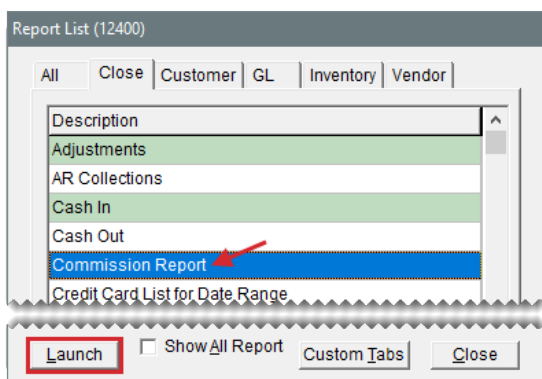 Report List (12400)
All Close Customer GL Inventory Vendor
Description
Adjustments
AR Collections
Cash In
Cash Out
Commission Report
Credit Card List for Date Range
Launch Show All Report Custom Tabs Close